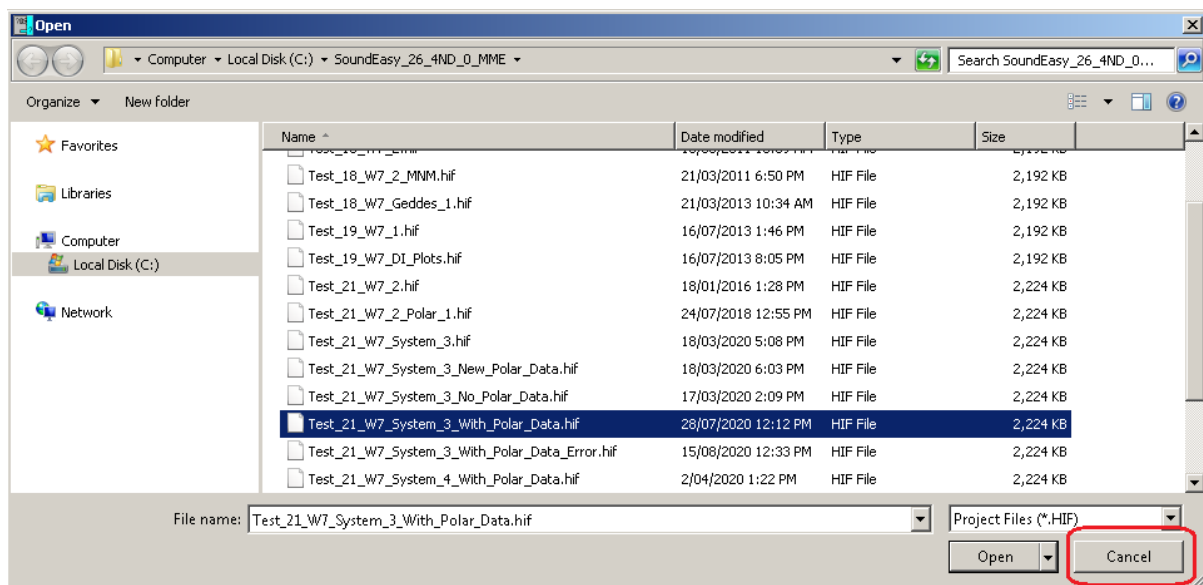 Open
Computer Local Disk (C:) SoundEasy_26_4ND_0_MME
Search SoundEasy_26_4ND_0...
Organize New folder
Favorites
Libraries
Computer
Local Disk (C:)
Network
Name Date modified Type Size
Test_18_W7_2_MNM.hif 21/03/2011 6:50 PM HIF File 2,192 KB
Test_18_W7_Geddes_1.hif 21/03/2013 10:34 AM HIF File 2,192 KB
Test_19_W7_1.hif 16/07/2013 1:46 PM HIF File 2,192 KB
Test_19_W7_DI_Plots.hif 16/07/2013 8:05 PM HIF File 2,192 KB
Test_21_W7_2.hif 18/01/2016 1:28 PM HIF File 2,224 KB
Test_21_W7_2_Polar_1.hif 24/07/2018 12:55 PM HIF File 2,224 KB
Test_21_W7_System_3.hif 18/03/2020 5:08 PM HIF File 2,224 KB
Test_21_W7_System_3_New_Polar_Data.hif 18/03/2020 6:03 PM HIF File 2,224 KB
Test_21_W7_System_3_No_Polar_Data.hif 17/03/2020 2:09 PM HIF File 2,224 KB
Test_21_W7_System_3_With_Polar_Data.hif 28/07/2020 12:12 PM HIF File 2,224 KB
Test_21_W7_System_3_With_Polar_Data_Error.hif 15/08/2020 12:33 PM HIF File 2,224 KB
Test_21_W7_System_4_With_Polar_Data.hif 2/04/2020 1:22 PM HIF File 2,224 KB
File name: Test_21_W7_System_3_With_Polar_Data.hif Project Files (*.HIF)
Open Cancel